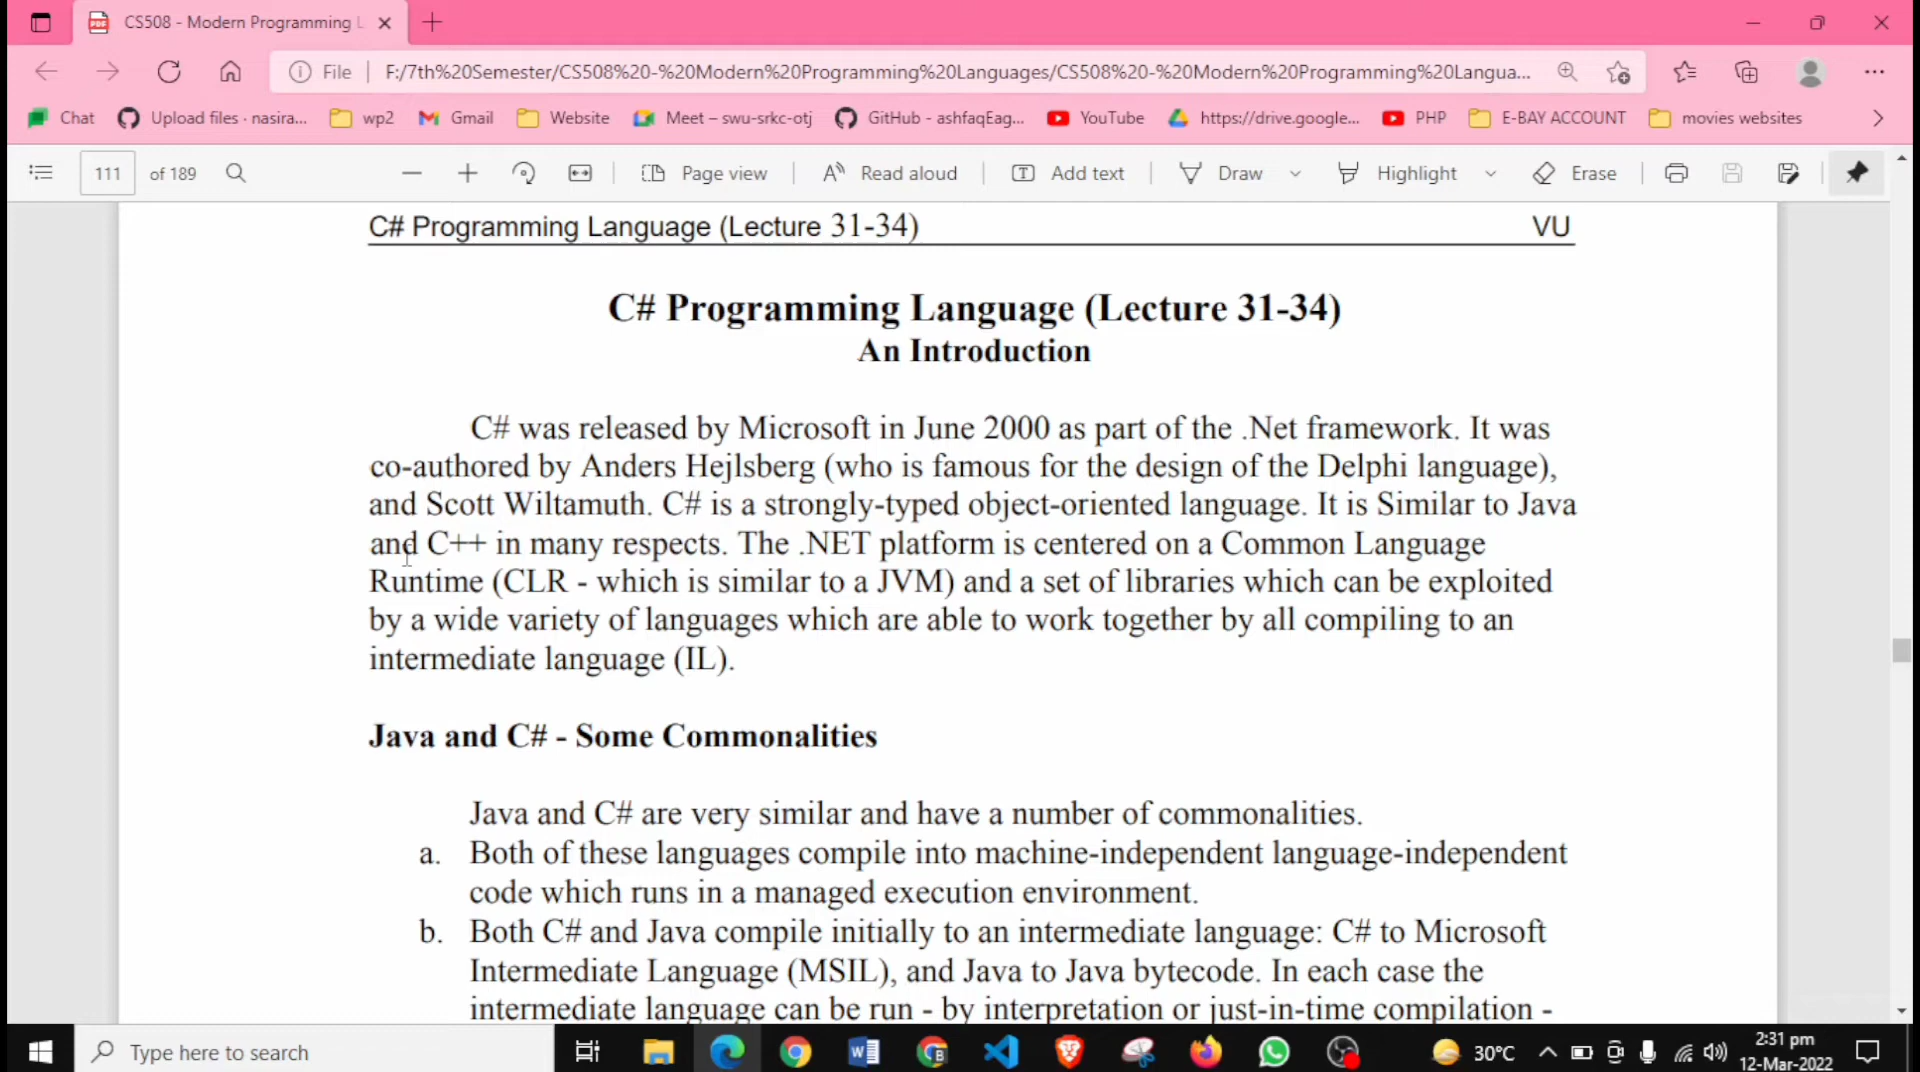 CS508 - Modern Programming L
File
F:/7th%20Semester/CS508%20-%20Modern%20Programming%20Languages/CS508%20-%20Modern%20Programming%20Langua...
Chat
Upload files · nasira...
wp2
Gmail
Website
Meet – swu-srkc-otj
GitHub - ashfaqEag...
YouTube
https://drive.google...
PHP
E-BAY ACCOUNT
movies websites
111 of 189
Page view
Read aloud
Add text
Draw
Highlight
Erase
C# Programming Language (Lecture 31-34) VU
C# Programming Language (Lecture 31-34)
An Introduction
C# was released by Microsoft in June 2000 as part of the .Net framework. It was
co-authored by Anders Hejlsberg (who is famous for the design of the Delphi language),
and Scott Wiltamuth. C# is a strongly-typed object-oriented language. It is Similar to Java
and C++ in many respects. The .NET platform is centered on a Common Language
Runtime (CLR - which is similar to a JVM) and a set of libraries which can be exploited
by a wide variety of languages which are able to work together by all compiling to an
intermediate language (IL).
Java and C# - Some Commonalities
Java and C# are very similar and have a number of commonalities.
a. Both of these languages compile into machine-independent language-independent
code which runs in a managed execution environment.
b. Both C# and Java compile initially to an intermediate language: C# to Microsoft
Intermediate Language (MSIL), and Java to Java bytecode. In each case the
intermediate language can be run - by interpretation or just-in-time compilation -
Type here to search
30°C
2:31 pm
12-Mar-2022